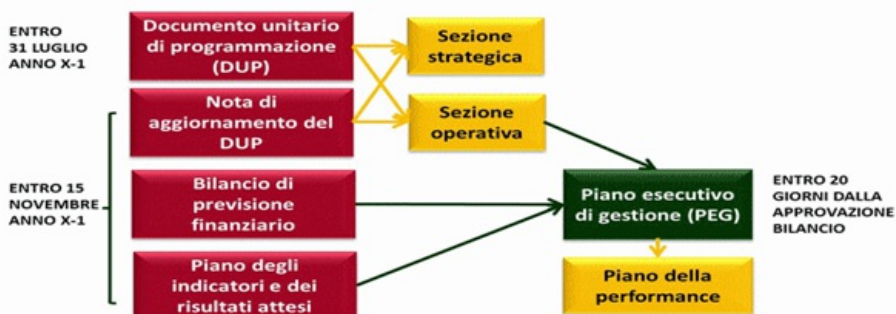 ENTRO
31 LUGLIO
ANNO X-1
Documento unitario
di programmazione
(DUP)
Sezione
strategica
Nota di
aggiornamento del
DUP
Sezione
operativa
ENTRO 15
NOVEMBRE
ANNO X-1
Bilancio di
previsione
finanziario
Piano esecutivo
di gestione (PEG)
ENTRO 20
GIORNI DALLA
APPROVAZIONE
BILANCIO
Piano degli
indicatori e dei
risultati attesi
Piano della
performance